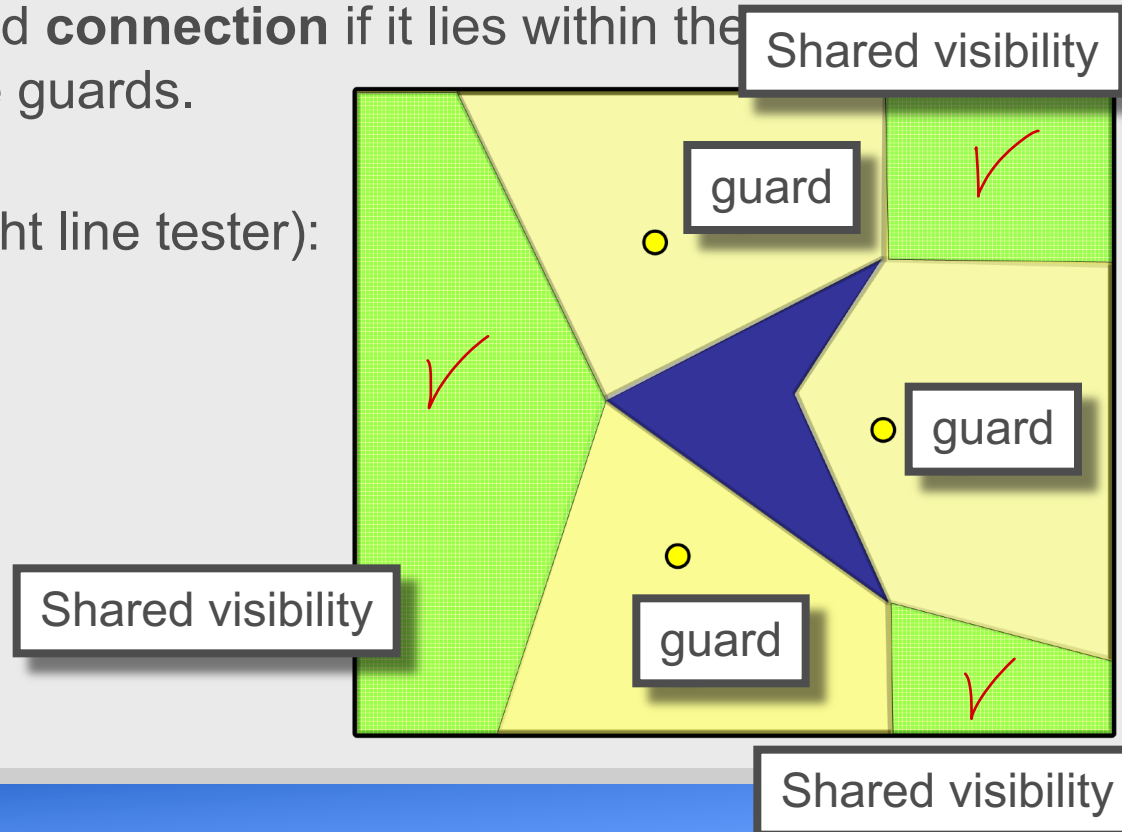 d connection if it lies within the
Shared visibility
e guards.
guard
ht line tester):
guard
Shared visibility
guard
Shared visibility